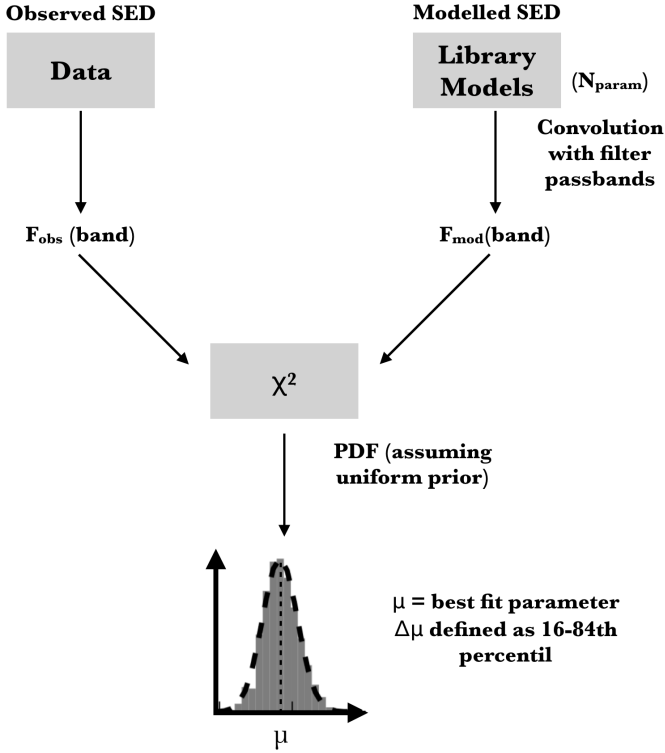 Observed SED
Modelled SED
Data
Library
Models
(Nparam)
Convolution
with filter
passbands
Fobs (band)
Fmod(band)
χ²
PDF (assuming
uniform prior)
μ = best fit parameter
Δμ defined as 16-84th
percentil
μ